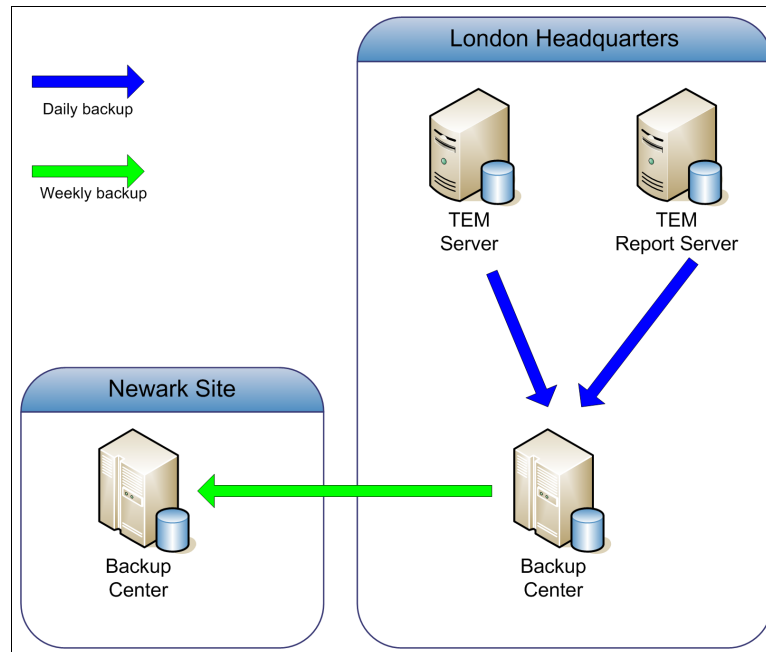 London Headquarters
Daily backup
Weekly backup
TEM
Server
TEM
Report Server
Newark Site
Backup
Center
Backup
Center